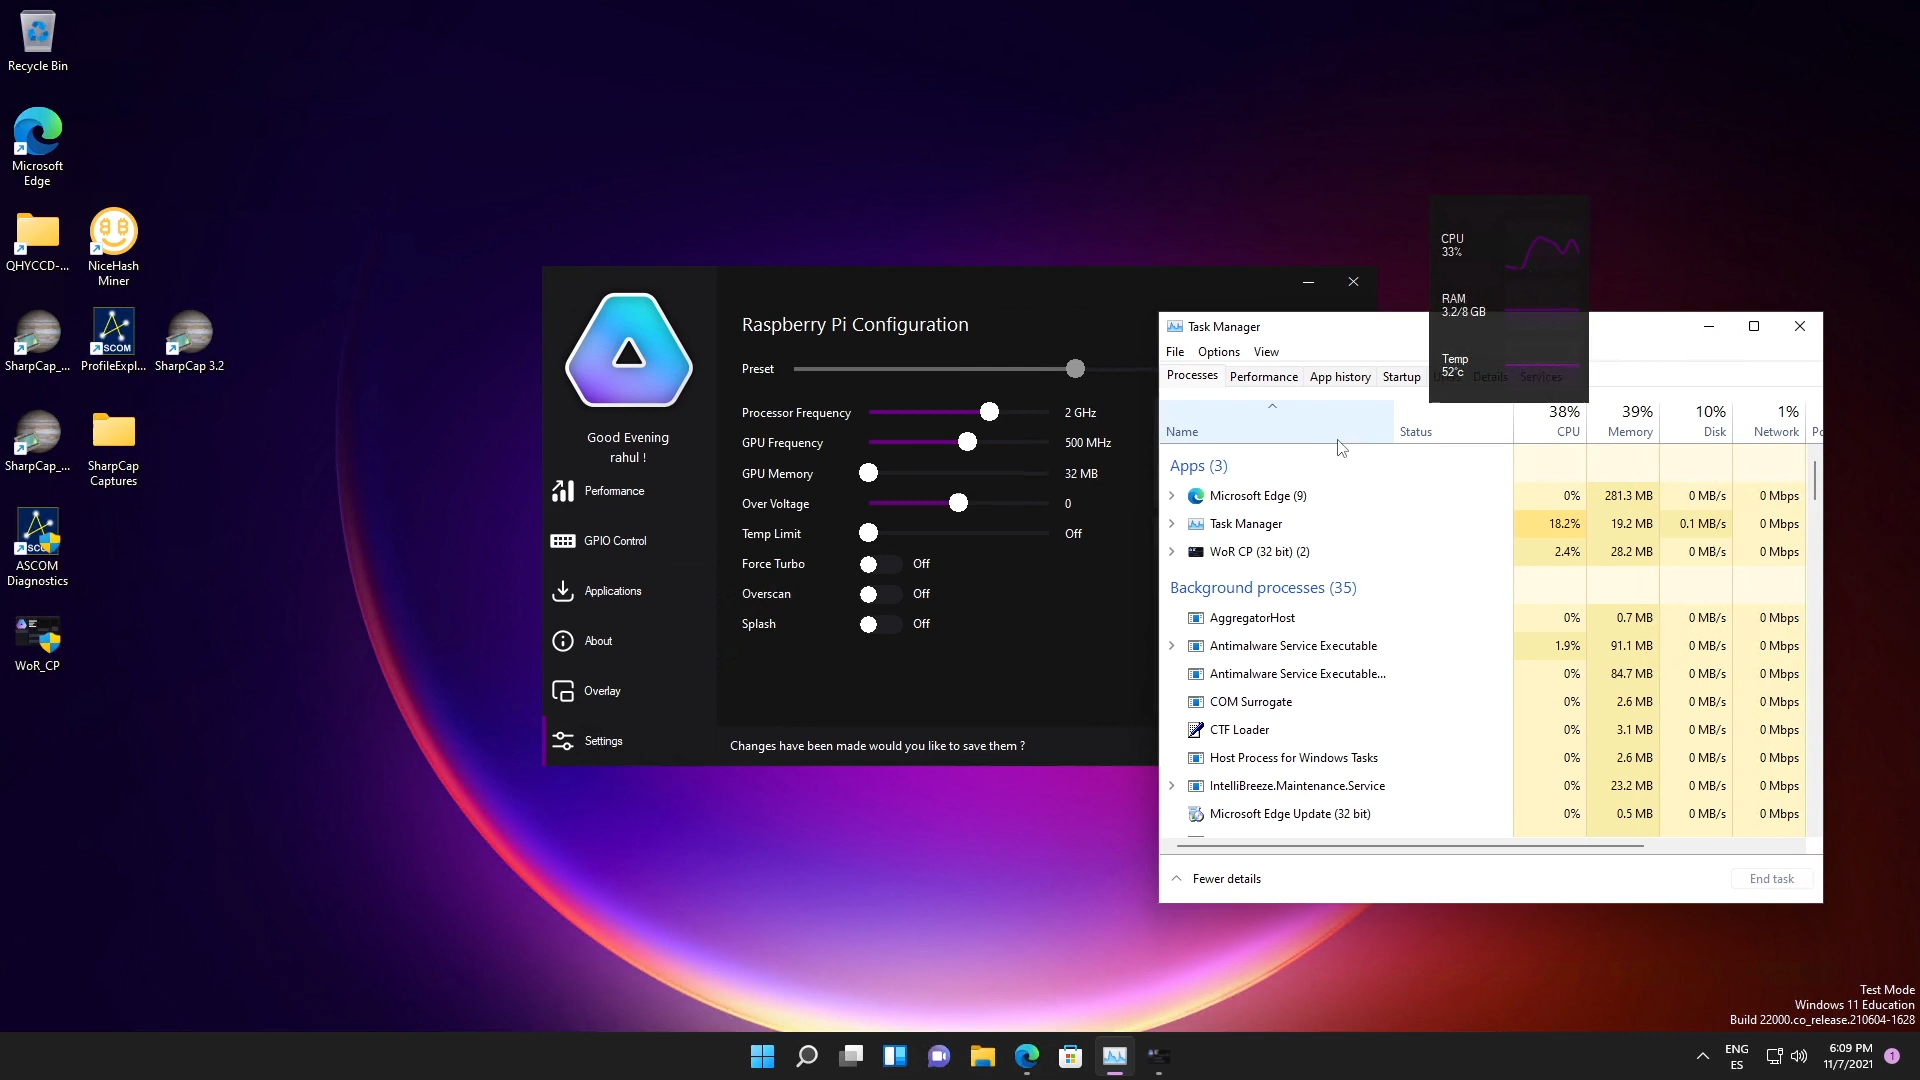 Recycle Bin
Microsoft
Edge
QHYCCD-...
NiceHash
Miner
SharpCap_...
ProfileExpl...
SharpCap 3.2
SharpCap_...
SharpCap
Captures
ASCOM
Diagnostics
WoR_CP
Good Evening
rahul !
Performance
GPIO Control
Applications
About
Overlay
Settings
Raspberry Pi Configuration
Preset
Processor Frequency 2 GHz
GPU Frequency 500 MHz
GPU Memory 32 MB
Over Voltage 0
Temp Limit Off
Force Turbo Off
Overscan Off
Splash Off
Changes have been made would you like to save them ?
CPU
33%
RAM
3.2/8 GB
Temp
52°c
Task Manager
File Options View
Processes Performance App history Startup Users Details Services
38% 39% 10% 1%
Name Status CPU Memory Disk Network Po
Apps (3)
Microsoft Edge (9) 0% 281.3 MB 0 MB/s 0 Mbps
Task Manager 18.2% 19.2 MB 0.1 MB/s 0 Mbps
WoR CP (32 bit) (2) 2.4% 28.2 MB 0 MB/s 0 Mbps
Background processes (35)
AggregatorHost 0% 0.7 MB 0 MB/s 0 Mbps
Antimalware Service Executable 1.9% 91.1 MB 0 MB/s 0 Mbps
Antimalware Service Executable... 0% 84.7 MB 0 MB/s 0 Mbps
COM Surrogate 0% 2.6 MB 0 MB/s 0 Mbps
CTF Loader 0% 3.1 MB 0 MB/s 0 Mbps
Host Process for Windows Tasks 0% 2.6 MB 0 MB/s 0 Mbps
IntelliBreeze.Maintenance.Service 0% 23.2 MB 0 MB/s 0 Mbps
Microsoft Edge Update (32 bit) 0% 0.5 MB 0 MB/s 0 Mbps
Fewer details
End task
Test Mode
Windows 11 Education
Build 22000.co_release.210604-1628
ENG
ES
6:09 PM
11/7/2021
1